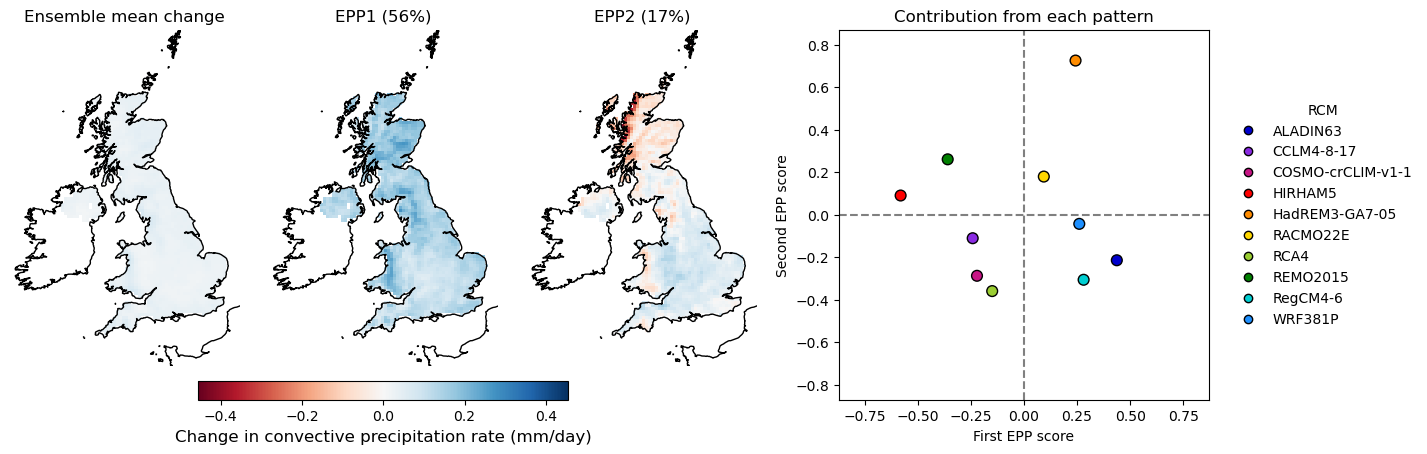 Ensemble mean change
EPP1 (56%)
EPP2 (17%)
−0.4
−0.2
0.0
0.2
0.4
Change in convective precipitation rate (mm/day)
Contribution from each pattern
Second EPP score
0.8
0.6
0.4
0.2
0.0
−0.2
−0.4
−0.6
−0.8
−0.75
−0.50
−0.25
0.00
0.25
0.50
0.75
First EPP score
RCM
ALADIN63
CCLM4-8-17
COSMO-crCLIM-v1-1
HIRHAM5
HadREM3-GA7-05
RACMO22E
RCA4
REMO2015
RegCM4-6
WRF381P